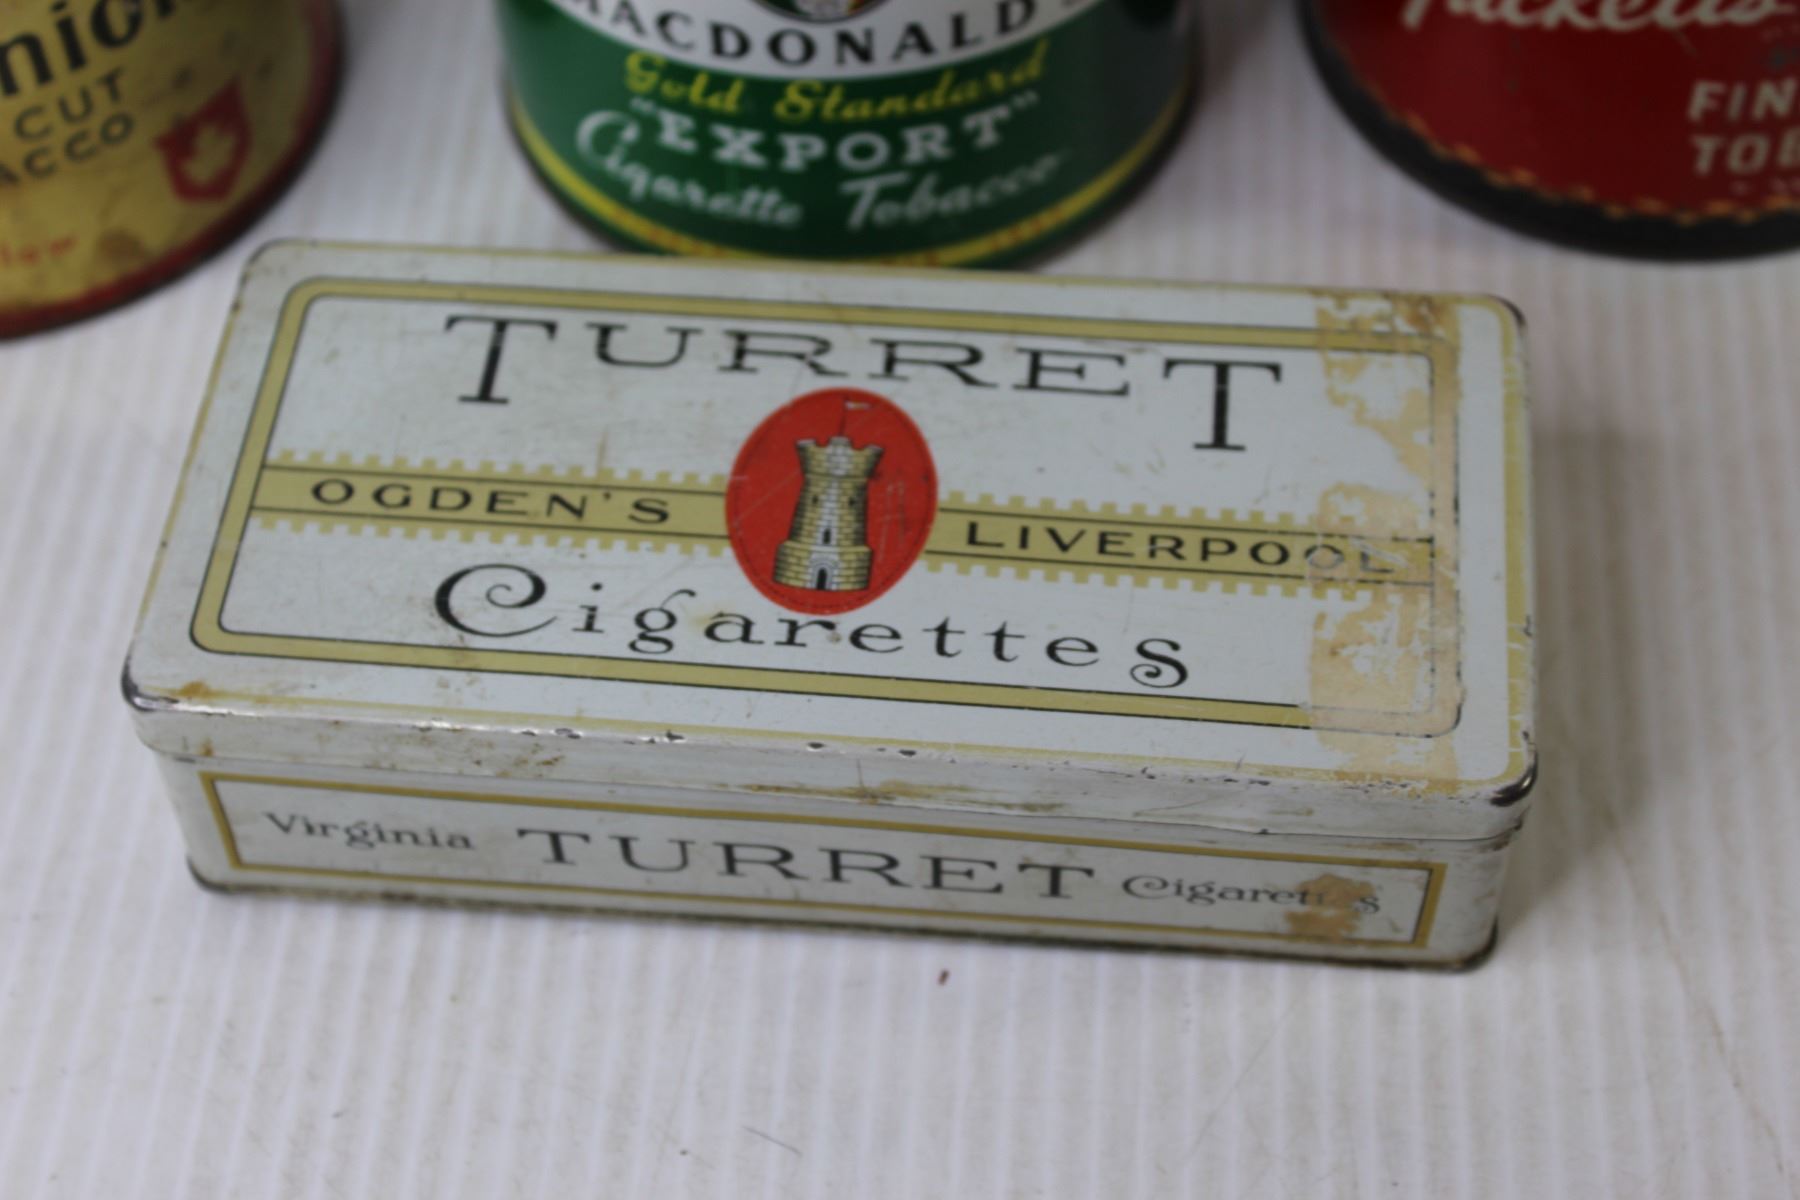 CUT
MACDONALD'S
Gold Standard
"EXPORT"
Cigarette Tobacco
TURRET
OGDEN'S LIVERPOOL
Cigarettes
Virginia TURRET Cigarettes